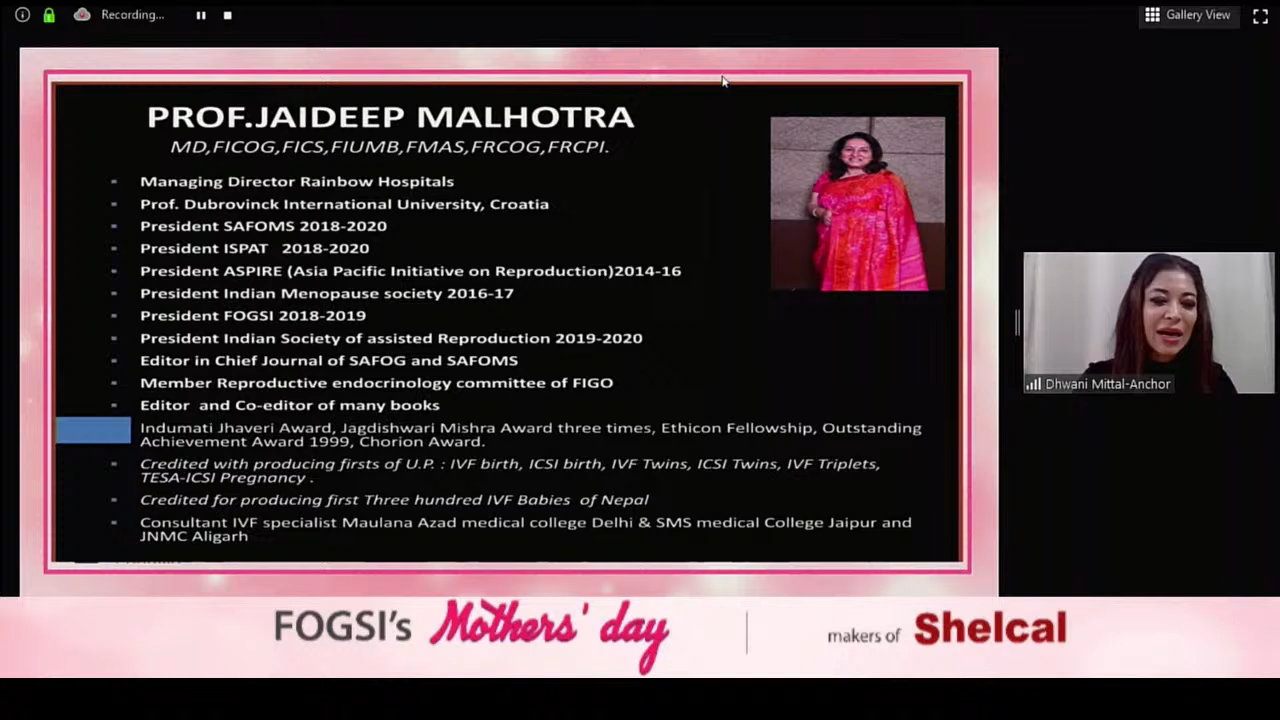 Recording...
Gallery View
PROF.JAIDEEP MALHOTRA
MD,FICOG,FICS,FIUMB,FMAS,FRCOG,FRCPI.
Managing Director Rainbow Hospitals
Prof. Dubrovinck International University, Croatia
President SAFOMS 2018-2020
President ISPAT 2018-2020
President ASPIRE (Asia Pacific Initiative on Reproduction)2014-16
President Indian Menopause society 2016-17
President FOGSI 2018-2019
President Indian Society of assisted Reproduction 2019-2020
Editor in Chief Journal of SAFOG and SAFOMS
Member Reproductive endocrinology committee of FIGO
Editor and Co-editor of many books
Indumati Jhaveri Award, Jagdishwari Mishra Award three times, Ethicon Fellowship, Outstanding
Achievement Award 1999, Chorion Award.
Credited with producing firsts of U.P. : IVF birth, ICSI birth, IVF Twins, ICSI Twins, IVF Triplets,
TESA-ICSI Pregnancy .
Credited for producing first Three hundred IVF Babies of Nepal
Consultant IVF specialist Maulana Azad medical college Delhi & SMS medical College Jaipur and
JNMC Aligarh
Dhwani Mittal-Anchor
FOGSI's Mothers' day
makers of Shelcal